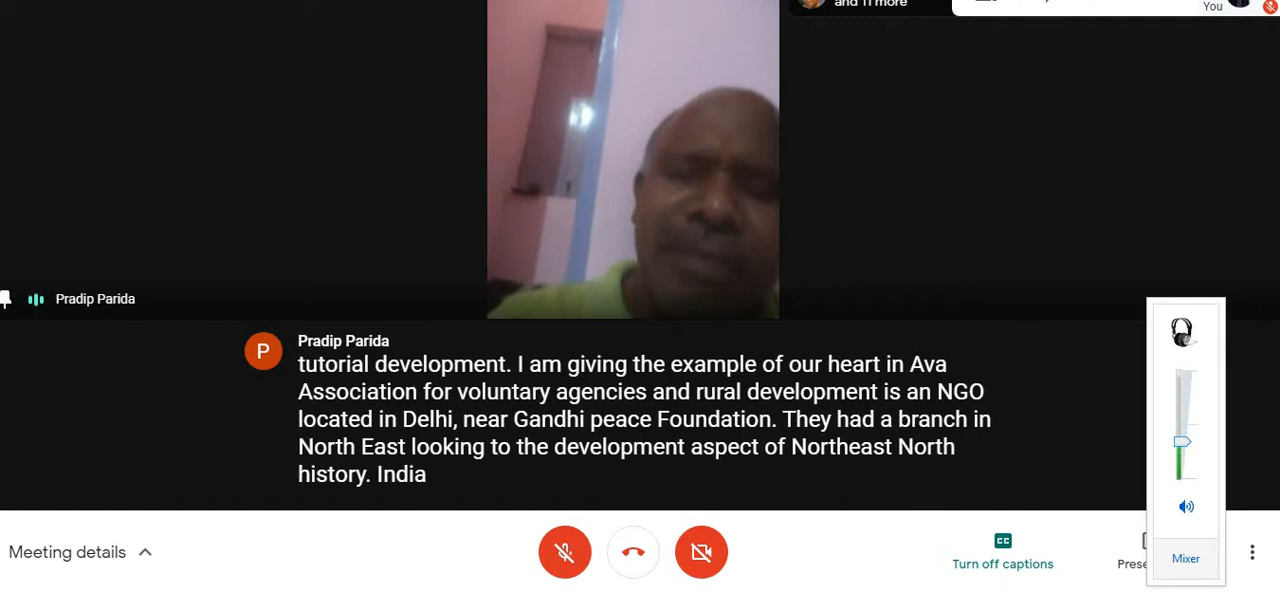 and 11 more
You
Pradip Parida
P
Pradip Parida
tutorial development. I am giving the example of our heart in Ava
Association for voluntary agencies and rural development is an NGO
located in Delhi, near Gandhi peace Foundation. They had a branch in
North East looking to the development aspect of Northeast North
history. India
Meeting details
CC
Turn off captions
Prese
Mixer